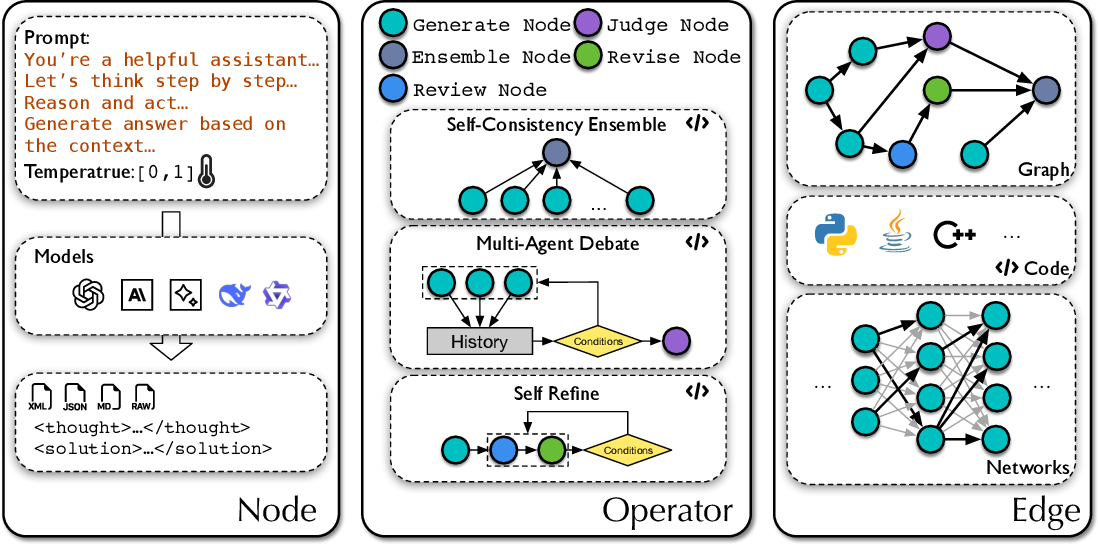 Prompt:
You're a helpful assistant…
Let's think step by step…
Reason and act…
Generate answer based on
the context…
Temperatrue:[0,1]
Models
A\
XML JSON MD RAW
<thought>…</thought>
<solution>…</solution>
Node
Generate Node Judge Node
Ensemble Node Revise Node
Review Node
Self-Consistency Ensemble </>
…
Multi-Agent Debate </>
History
Conditions
Self Refine </>
Conditions
Operator
Graph
C++ …
</> Code
… …
Networks
Edge